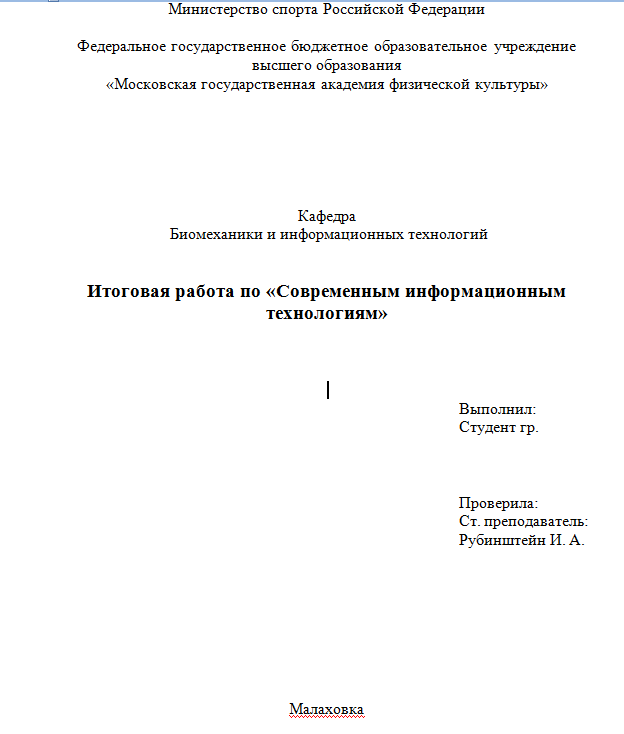 Министерство спорта Российской Федерации
Федеральное государственное бюджетное образовательное учреждение
высшего образования
«Московская государственная академия физической культуры»
Кафедра
Биомеханики и информационных технологий
Итоговая работа по «Современным информационным
технологиям»
Выполнил:
Студент гр.
Проверила:
Ст. преподаватель:
Рубинштейн И. А.
Малаховка